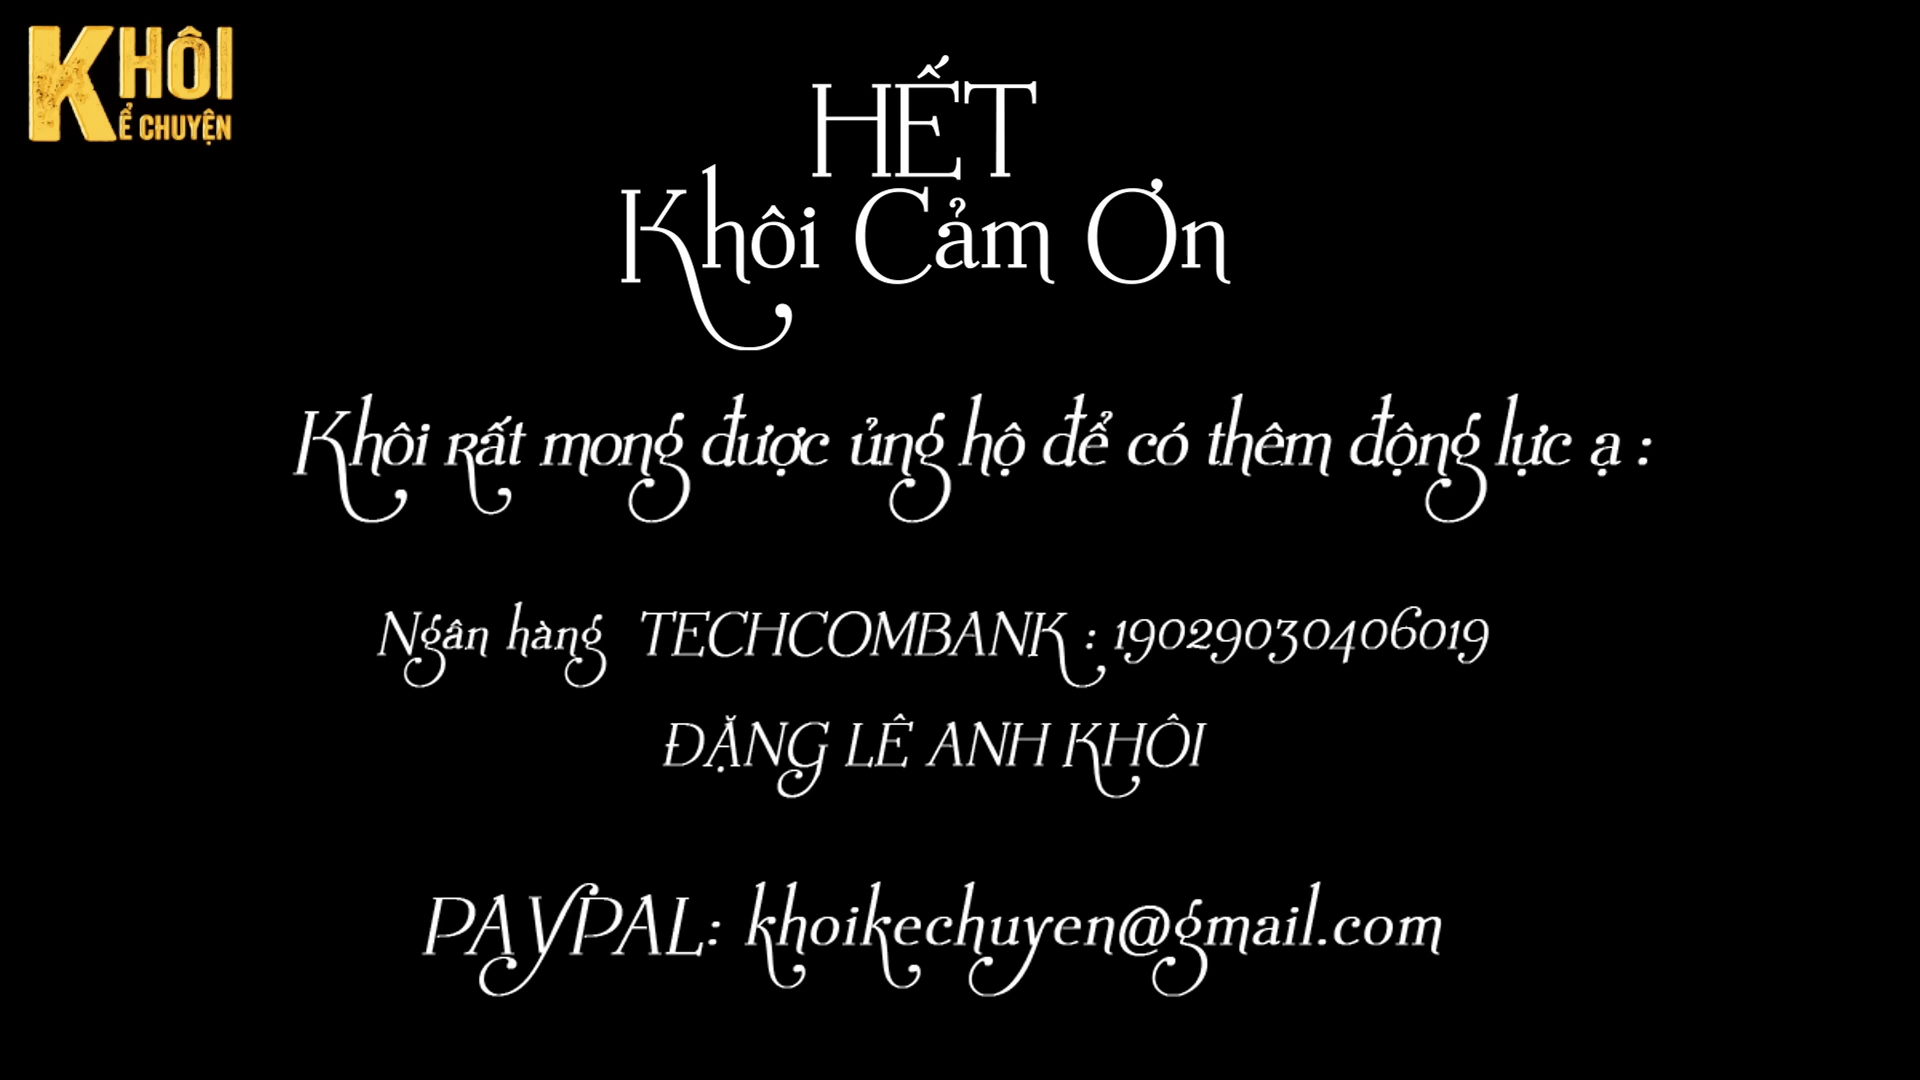 KHÔI
KỂ CHUYỆN
HẾT
Khôi Cảm Ơn
Khôi rất mong được ủng hộ để có thêm động lực ạ :
Ngân hàng TECHCOMBANK : 19029030406019
ĐẶNG LÊ ANH KHÔI
PAYPAL: khoikechuyen@gmail.com